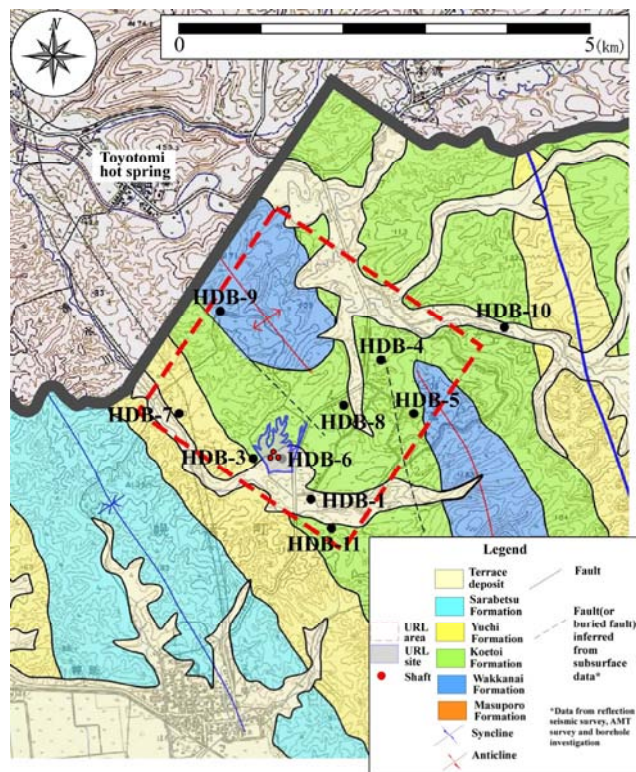 N
0
5(km)
Toyotomi
hot spring
HDB-9
HDB-10
HDB-4
HDB-7
HDB-8
HDB-5
HDB-3
HDB-6
HDB-1
HDB-11
町
Legend
URL
area
URL
site
Shaft
Terrace
deposit
Sarabetsu
Formation
Yuchi
Formation
Koetoi
Formation
Wakkanai
Formation
Masuporo
Formation
Syncline
Anticline
Fault
Fault(or
buried fault)
inferred
from
subsurface
data*
*Data from reflection
seismic survey, AMT
survey and borehole
investigation